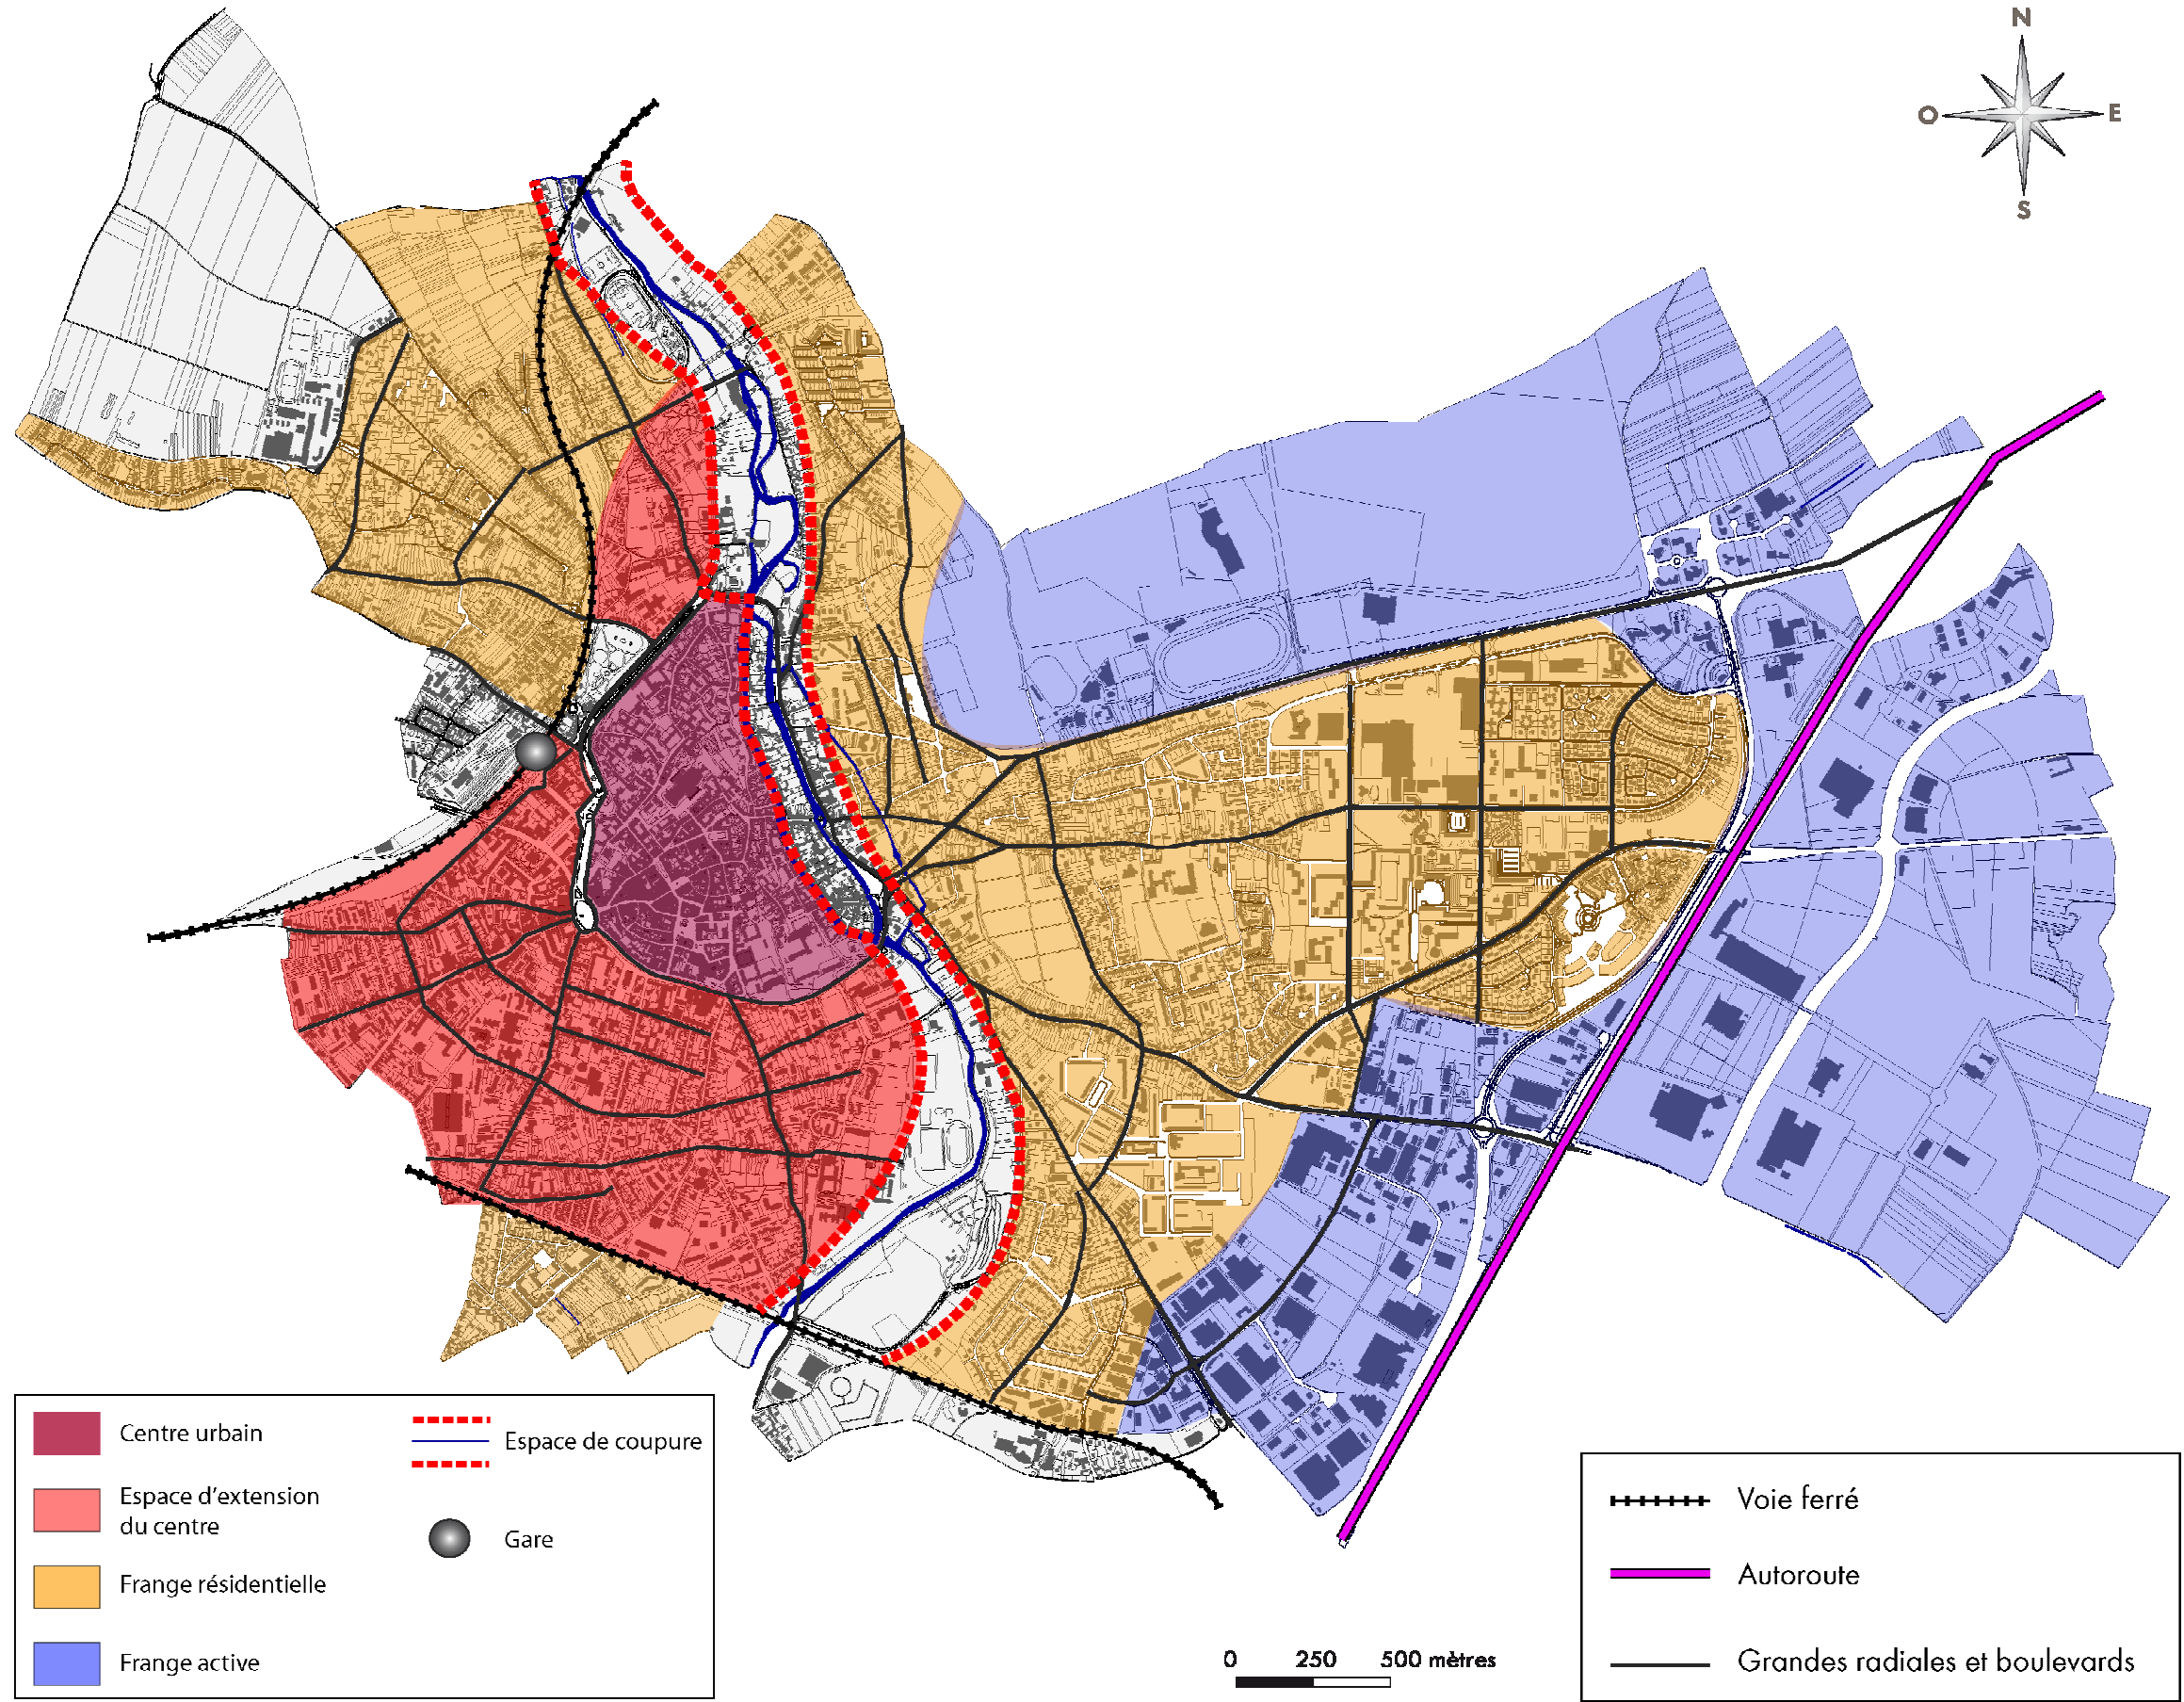 N
O
E
S
Centre urbain
Espace d'extension
du centre
Frange résidentielle
Frange active
Espace de coupure
Gare
0 250 500 mètres
Voie ferré
Autoroute
Grandes radiales et boulevards